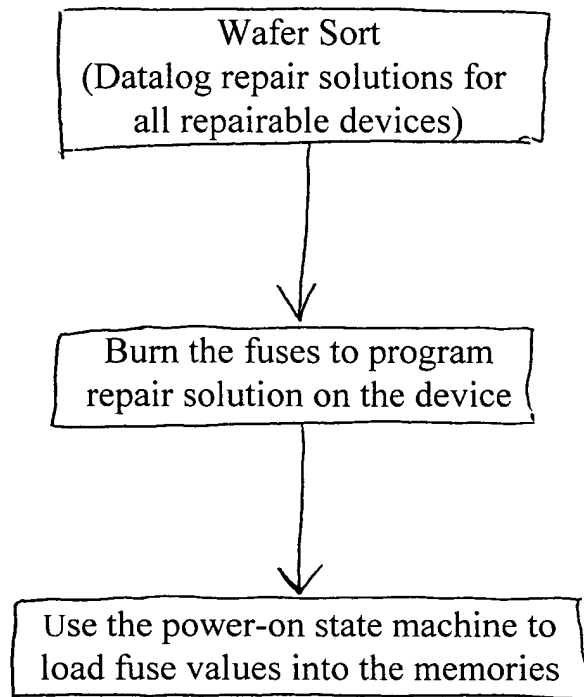 Wafer Sort
(Datalog repair solutions for
all repairable devices)
Burn the fuses to program
repair solution on the device
Use the power-on state machine to
load fuse values into the memories